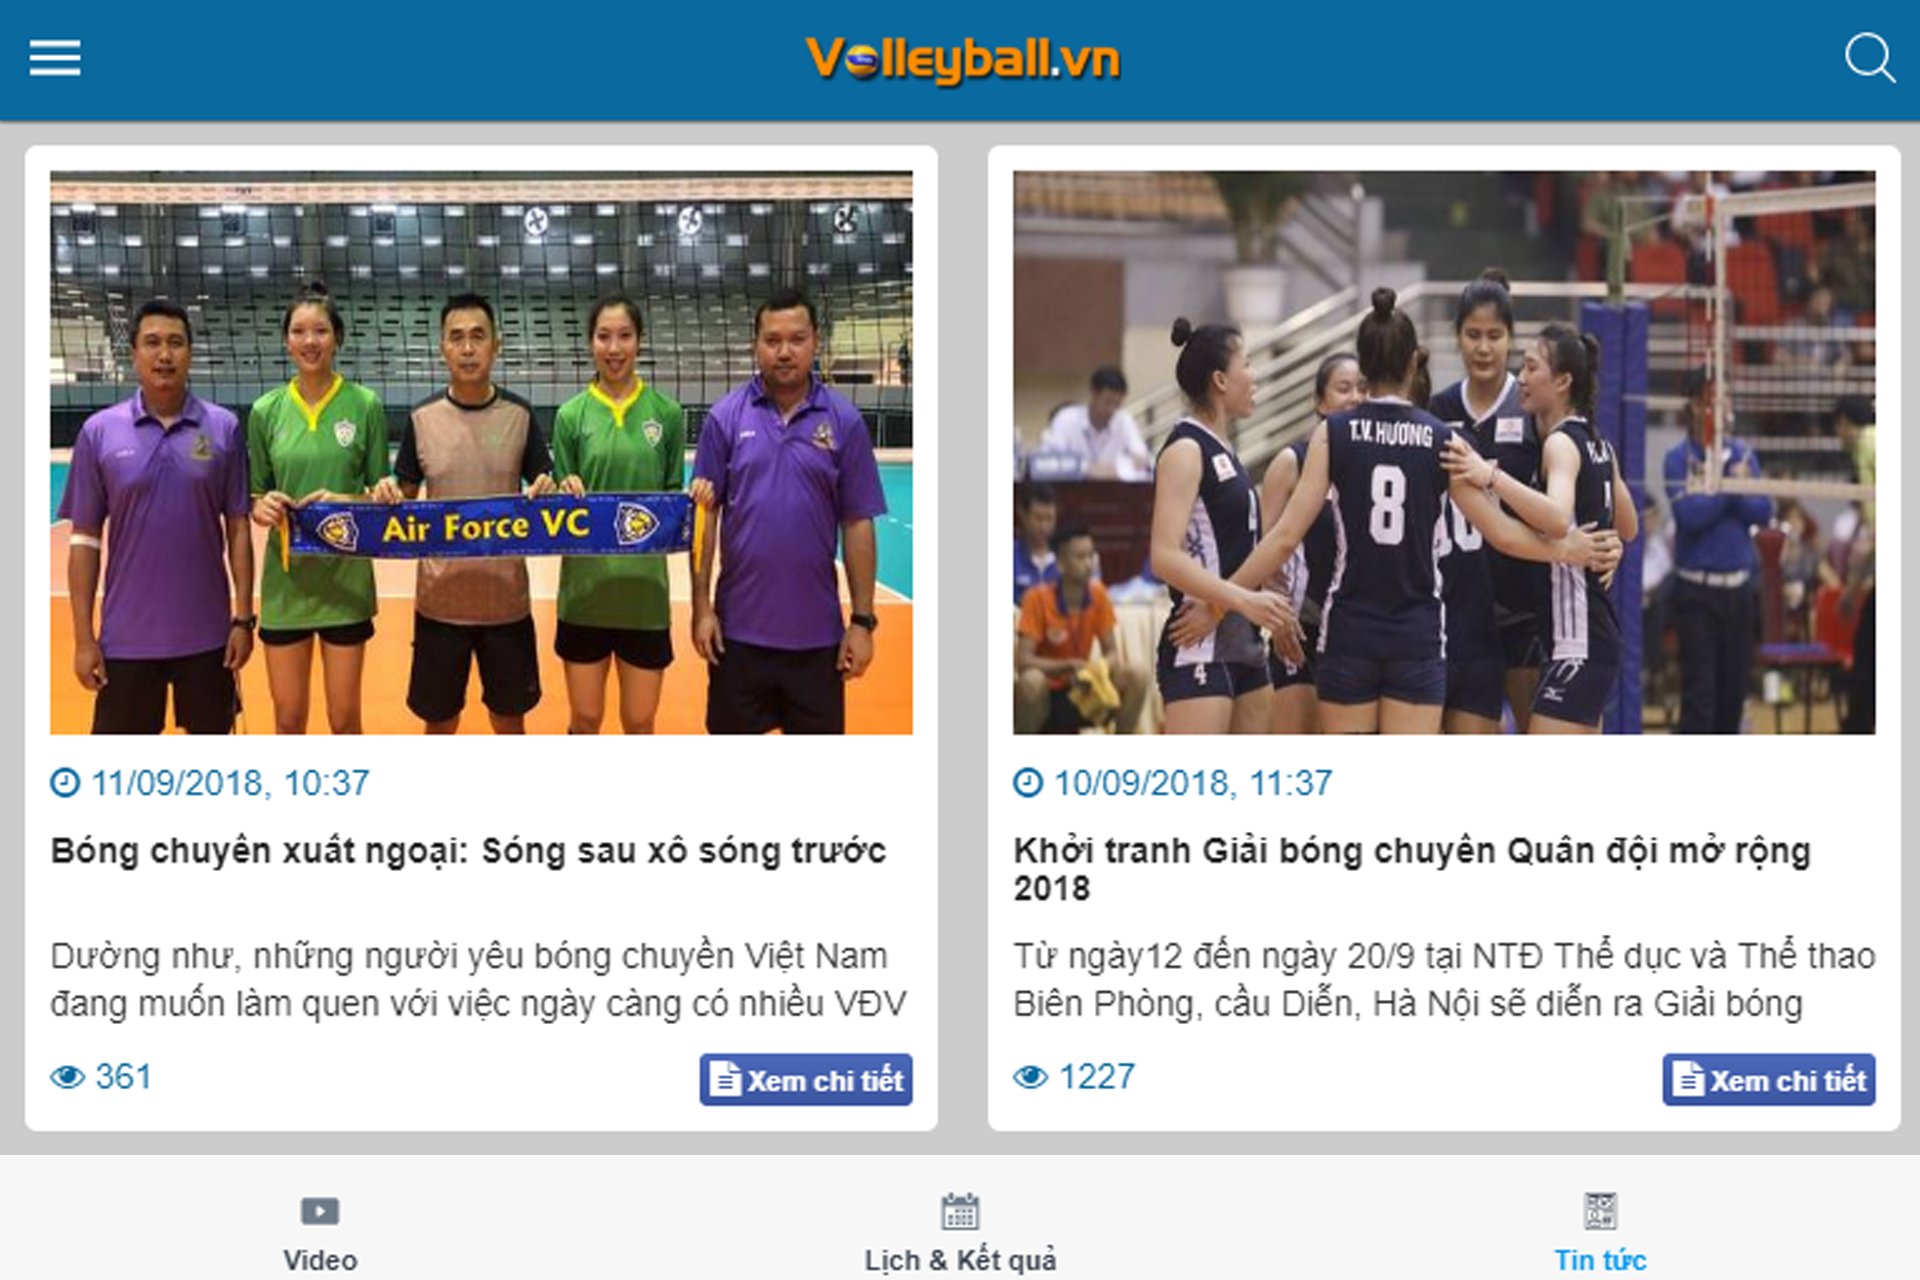 Volleyball.vn
Air Force VC
T.V. HƯƠNG
8
10
4
11/09/2018, 10:37
Bóng chuyền xuất ngoại: Sóng sau xô sóng trước
Dường như, những người yêu bóng chuyền Việt Nam
đang muốn làm quen với việc ngày càng có nhiều VĐV
361
Xem chi tiết
10/09/2018, 11:37
Khởi tranh Giải bóng chuyền Quân đội mở rộng
2018
Từ ngày12 đến ngày 20/9 tại NTĐ Thể dục và Thể thao
Biên Phòng, cầu Diễn, Hà Nội sẽ diễn ra Giải bóng
1227
Xem chi tiết
Video
Lịch & Kết quả
Tin tức